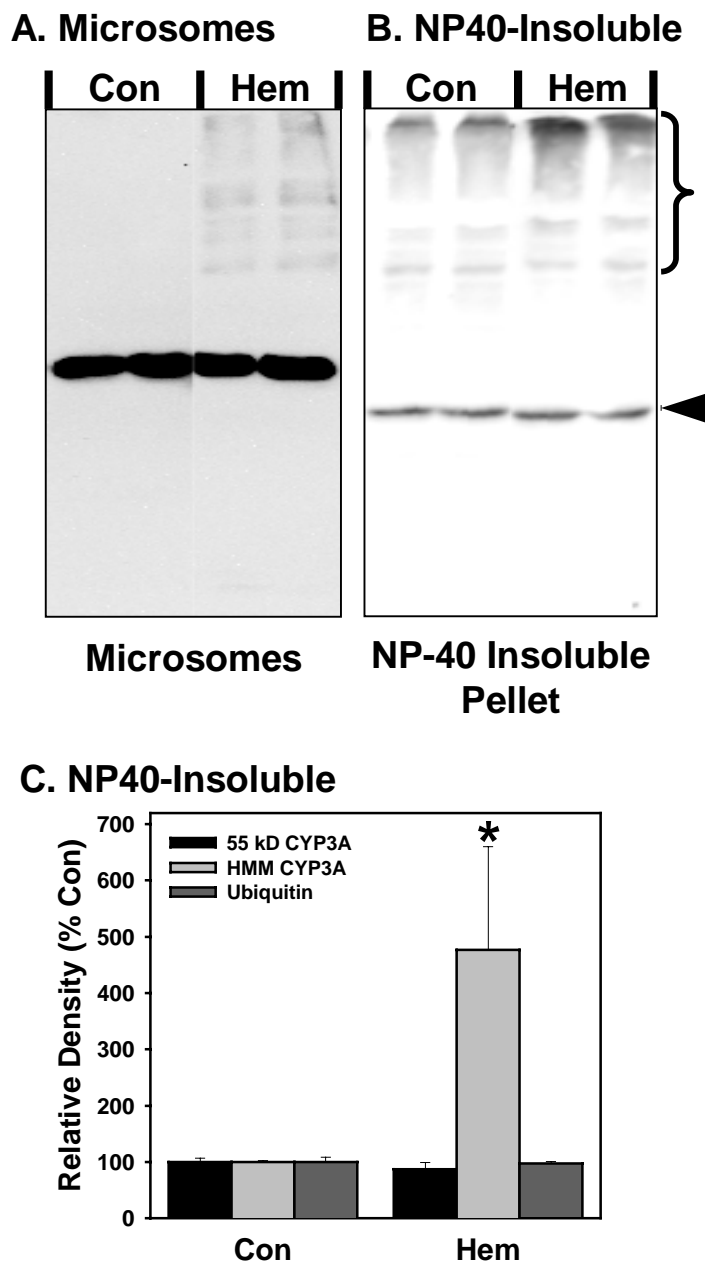 A. Microsomes
B. NP40-Insoluble
Con Hem
Con Hem
Microsomes
NP-40 Insoluble
Pellet
C. NP40-Insoluble
Relative Density (% Con)
700
600
500
400
300
200
100
0
55 kD CYP3A
HMM CYP3A
Ubiquitin
*
Con Hem